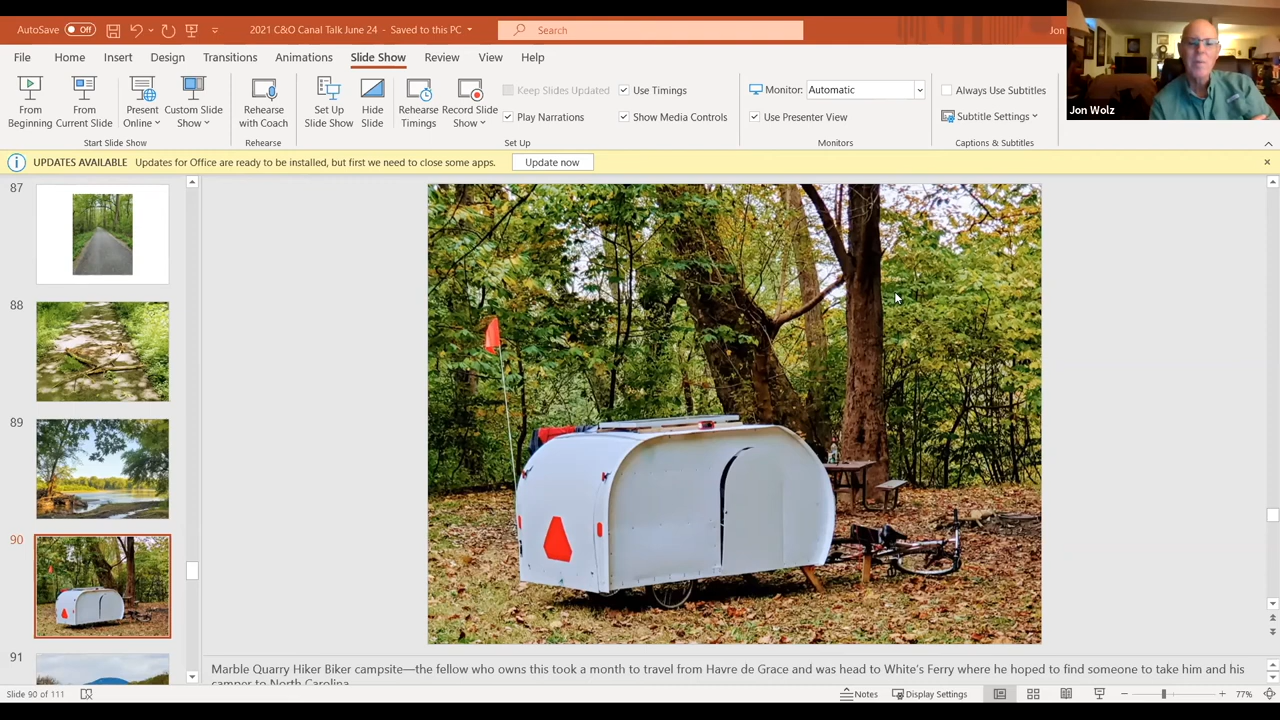 AutoSave Off 2021 C&O Canal Talk June 24 - Saved to this PC Search Jon
File Home Insert Design Transitions Animations Slide Show Review View Help
Jon Wolz
From Beginning
From Current Slide
Present Online
Custom Slide Show
Rehearse with Coach
Set Up Slide Show
Hide Slide
Rehearse Timings
Record Slide Show
Keep Slides Updated
Play Narrations
Use Timings
Show Media Controls
Monitor: Automatic
Use Presenter View
Always Use Subtitles
Subtitle Settings
Start Slide Show Rehearse Set Up Monitors Captions & Subtitles
UPDATES AVAILABLE Updates for Office are ready to be installed, but first we need to close some apps. Update now
87
88
89
90
91
Marble Quarry Hiker Biker campsite—the fellow who owns this took a month to travel from Havre de Grace and was head to White's Ferry where he hoped to find someone to take him and his
camper to North Carolina
Slide 90 of 111 Notes Display Settings 77%